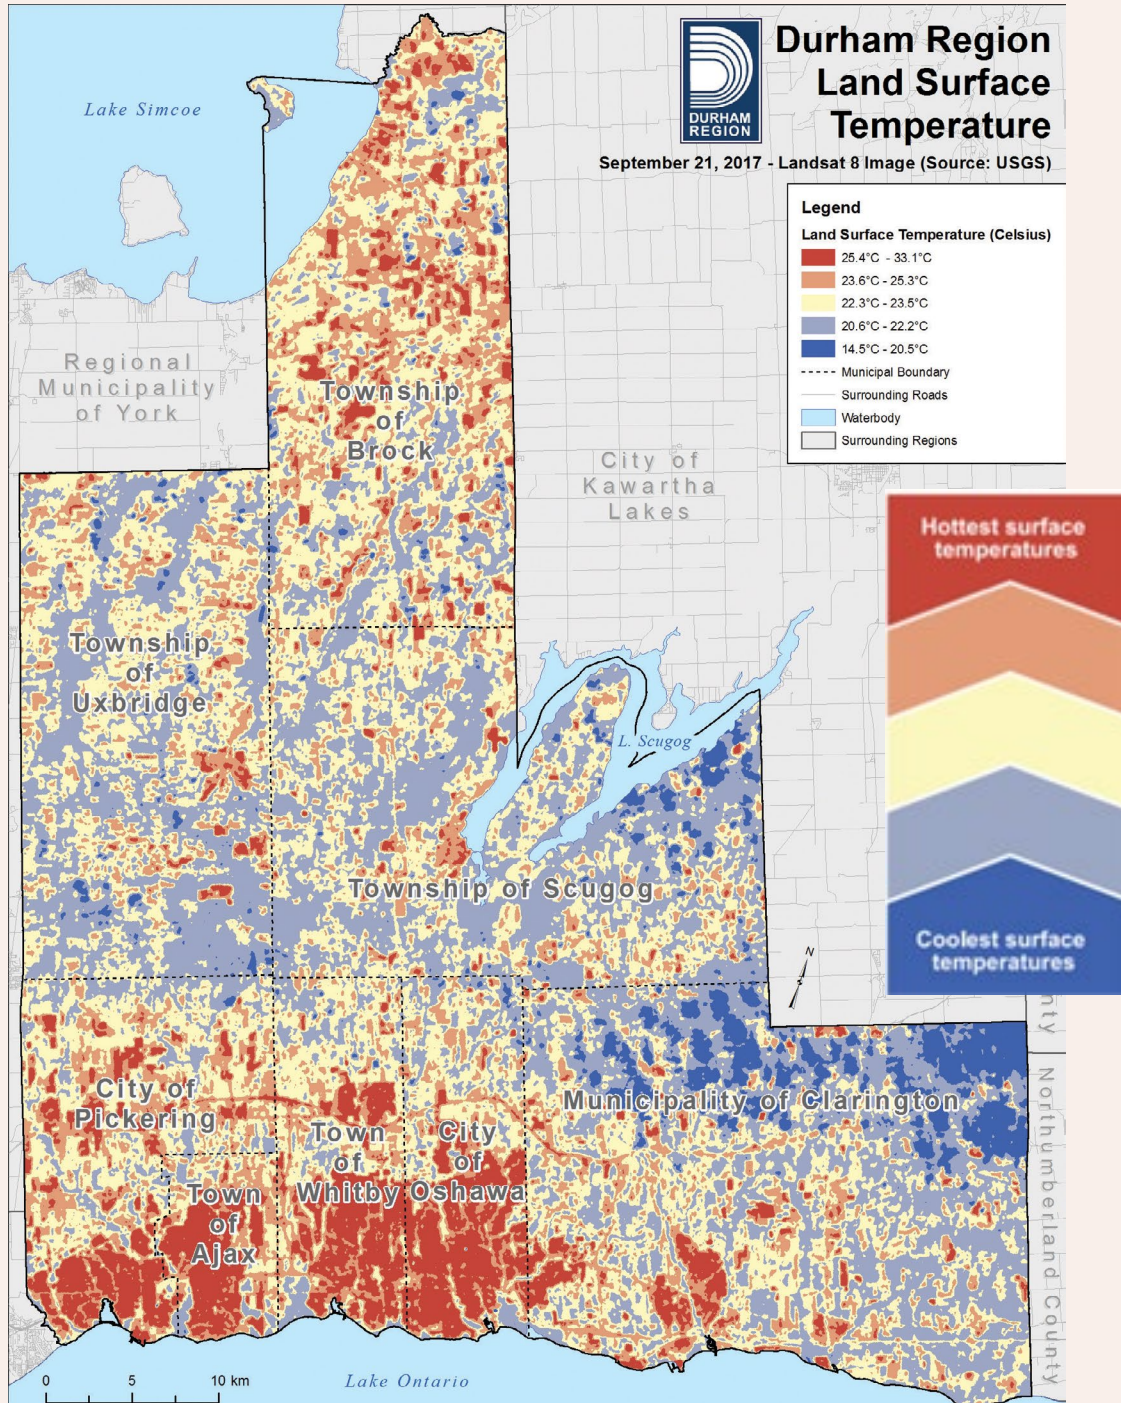 Durham Region
Land Surface
Temperature
DURHAM
REGION
September 21, 2017 - Landsat 8 Image (Source: USGS)
Legend
Land Surface Temperature (Celsius)
25.4°C - 33.1°C
23.6°C - 25.3°C
22.3°C - 23.5°C
20.6°C - 22.2°C
14.5°C - 20.5°C
Municipal Boundary
Surrounding Roads
Waterbody
Surrounding Regions
Lake Simcoe
Regional
Municipality
of York
Township
of
Brock
City of
Kawartha
Lakes
Hottest surface
temperatures
Coolest surface
temperatures
Township
of
Uxbridge
L. Scugog
Township of Scugog
N
City of
Pickering
Town
of
Whitby
City
of
Oshawa
Municipality of Clarington
Town
of
Ajax
Northumberland County
nty
0 5 10 km
Lake Ontario